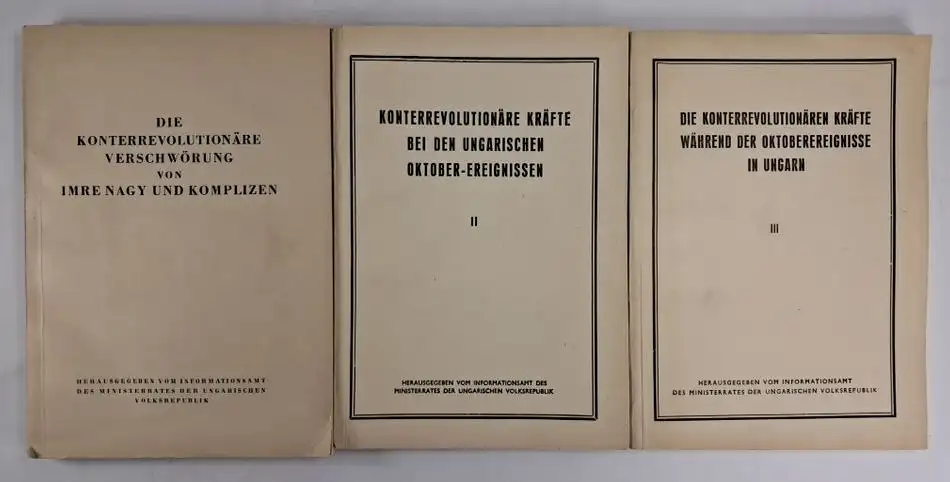 DIE
KONTERREVOLUTIONÄRE
VERSCHWÖRUNG
VON
IMRE NAGY UND KOMPLIZEN
HERAUSGEGEBEN VOM INFORMATIONSAMT
DES MINISTERRATES DER UNGARISCHEN
VOLKSREPUBLIK
KONTERREVOLUTIONÄRE KRÄFTE
BEI DEN UNGARISCHEN
OKTOBER-EREIGNISSEN
II
HERAUSGEGEBEN VOM INFORMATIONSAMT DES
MINISTERRATES DER UNGARISCHEN VOLKSREPUBLIK
DIE KONTERREVOLUTIONÄREN KRÄFTE
WÄHREND DER OKTOBEREREIGNISSE
IN UNGARN
III
HERAUSGEGEBEN VOM INFORMATIONSAMT
DES MINISTERRATES DER UNGARISCHEN VOLKSREPUBLIK